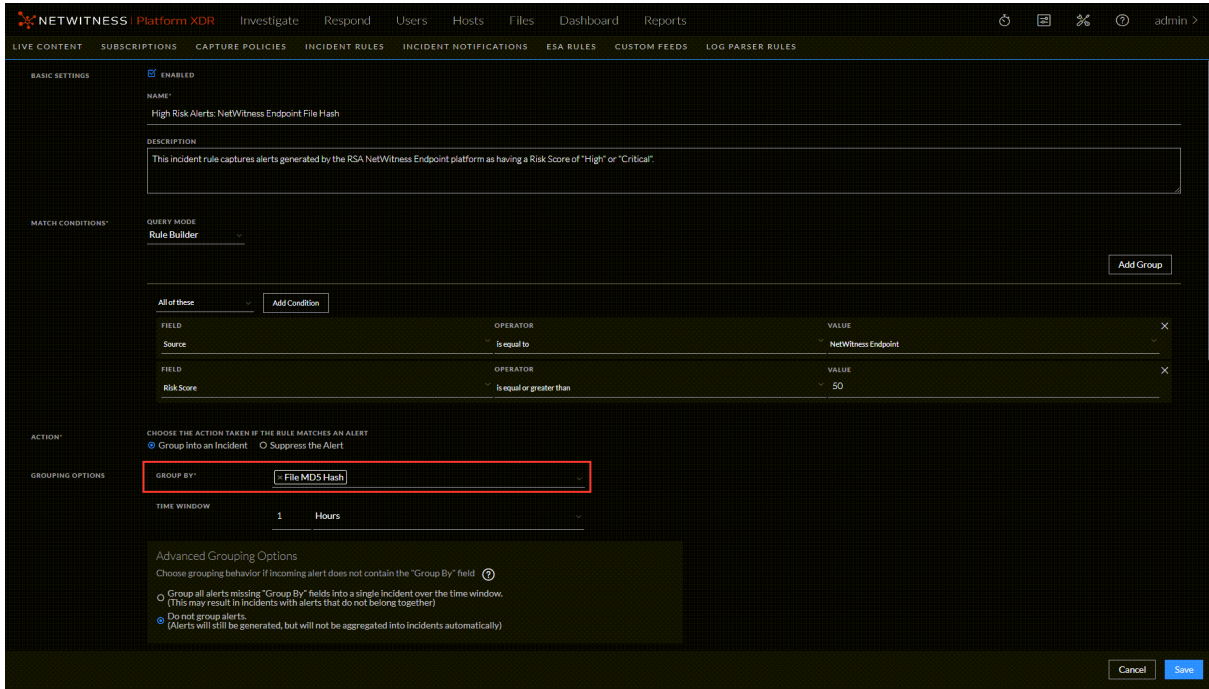 NETWITNESS Platform XDR Investigate Respond Users Hosts Files Dashboard Reports admin >
LIVE CONTENT SUBSCRIPTIONS CAPTURE POLICIES INCIDENT RULES INCIDENT NOTIFICATIONS ESA RULES CUSTOM FEEDS LOG PARSER RULES
BASIC SETTINGS ENABLED
NAME*
High Risk Alerts: NetWitness Endpoint File Hash
DESCRIPTION
This incident rule captures alerts generated by the RSA NetWitness Endpoint platform as having a Risk Score of "High" or "Critical".
MATCH CONDITIONS* QUERY MODE
Rule Builder
Add Group
All of these Add Condition
FIELD OPERATOR VALUE
Source is equal to NetWitness Endpoint
FIELD OPERATOR VALUE
Risk Score is equal or greater than 50
ACTION* CHOOSE THE ACTION TAKEN IF THE RULE MATCHES AN ALERT
Group into an Incident Suppress the Alert
GROUPING OPTIONS GROUP BY* × File MD5 Hash
TIME WINDOW
1 Hours
Advanced Grouping Options
Choose grouping behavior if incoming alert does not contain the "Group By" field ?
Group all alerts missing "Group By" fields into a single incident over the time window.
(This may result in incidents with alerts that do not belong together)
Do not group alerts.
(Alerts will still be generated, but will not be aggregated into incidents automatically)
Cancel Save